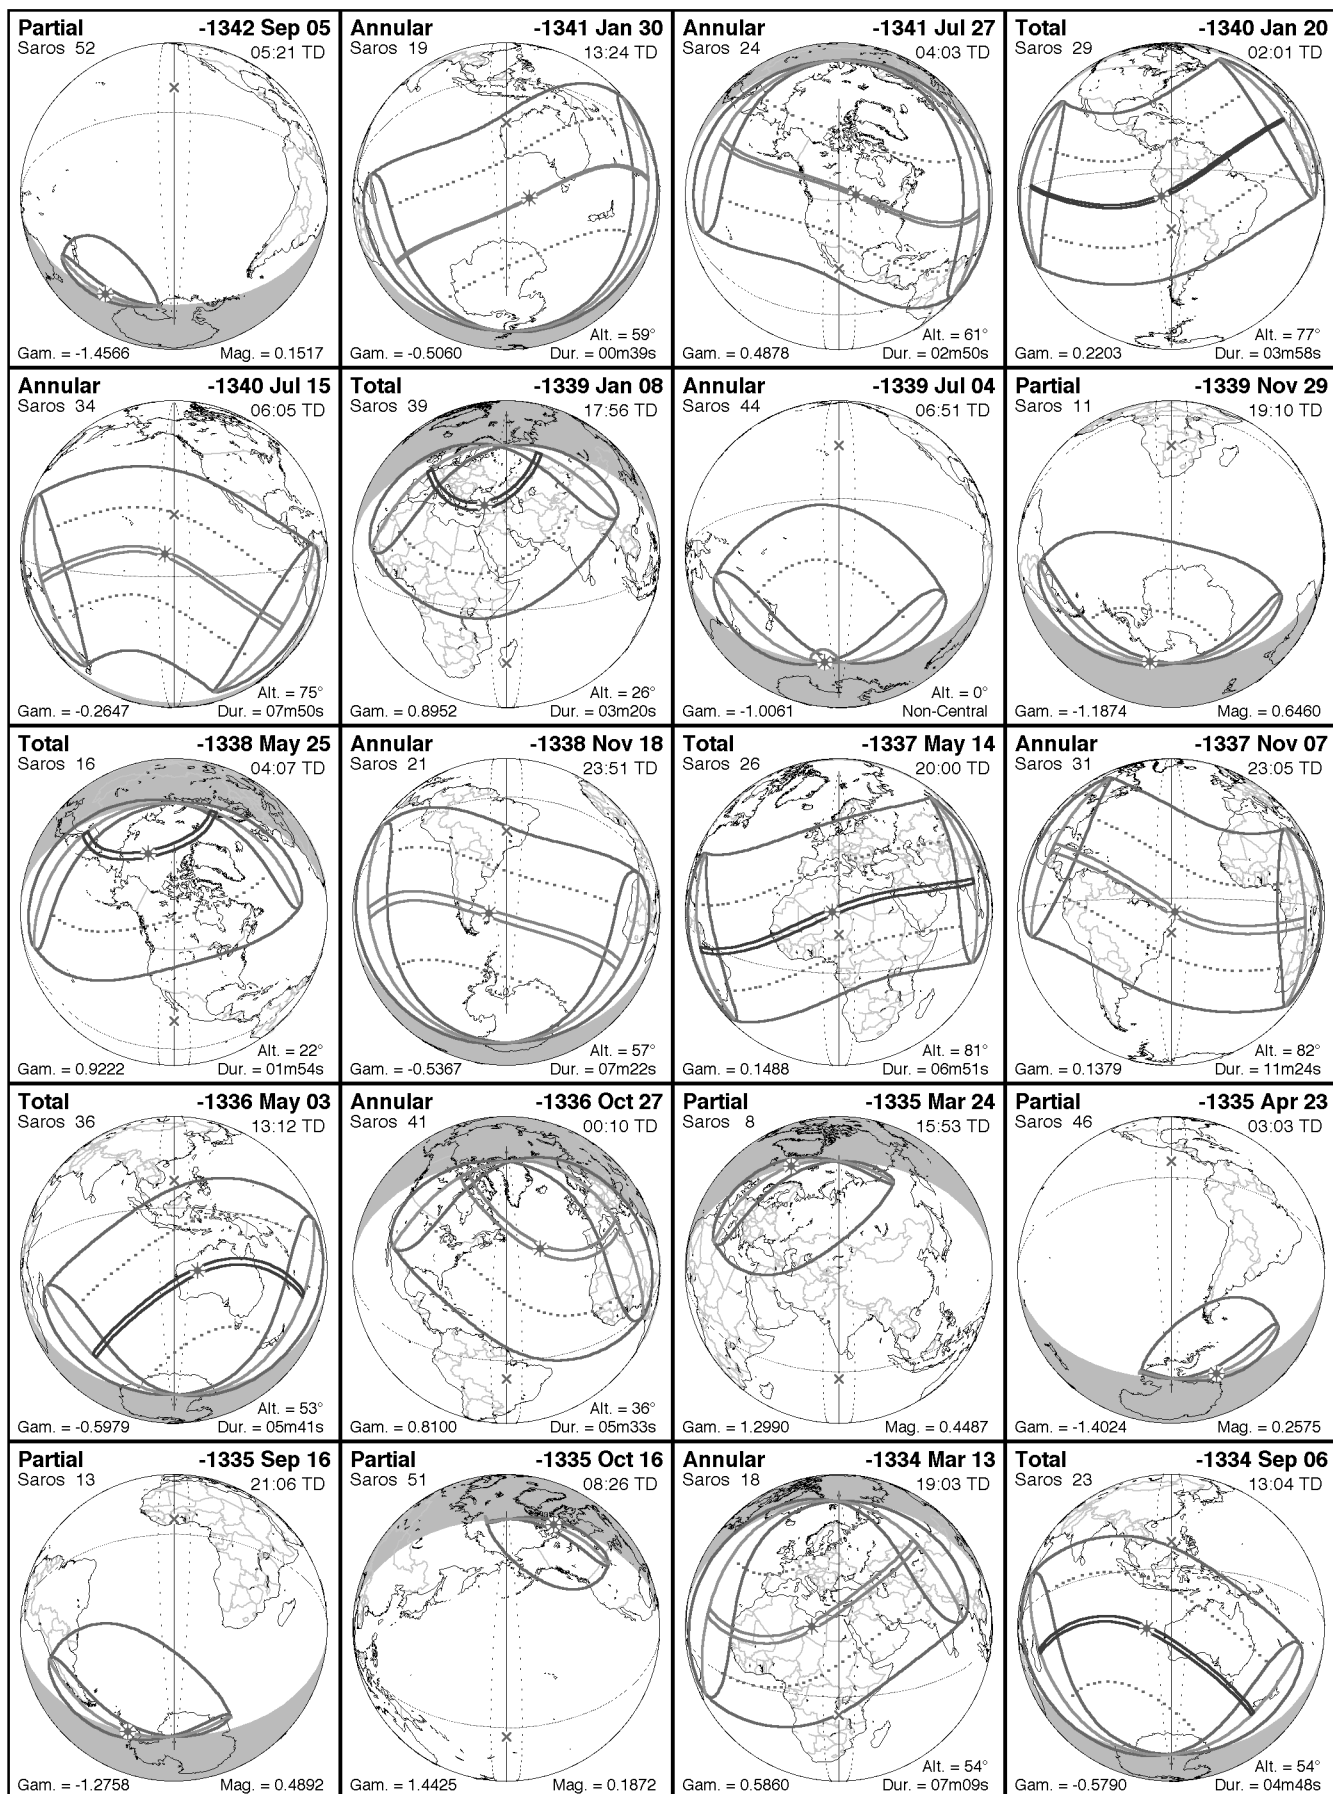 Partial -1342 Sep 05
Saros 52 05:21 TD
Gam. = -1.4566 Mag. = 0.1517
Annular -1341 Jan 30
Saros 19 13:24 TD
Alt. = 59°
Gam. = -0.5060 Dur. = 00m39s
Annular -1341 Jul 27
Saros 24 04:03 TD
Alt. = 61°
Gam. = 0.4878 Dur. = 02m50s
Total -1340 Jan 20
Saros 29 02:01 TD
Alt. = 77°
Gam. = 0.2203 Dur. = 03m58s
Annular -1340 Jul 15
Saros 34 06:05 TD
Alt. = 75°
Gam. = -0.2647 Dur. = 07m50s
Total -1339 Jan 08
Saros 39 17:56 TD
Alt. = 26°
Gam. = 0.8952 Dur. = 03m20s
Annular -1339 Jul 04
Saros 44 06:51 TD
Alt. = 0°
Gam. = -1.0061 Non-Central
Partial -1339 Nov 29
Saros 11 19:10 TD
Gam. = -1.1874 Mag. = 0.6460
Total -1338 May 25
Saros 16 04:07 TD
Alt. = 22°
Gam. = 0.9222 Dur. = 01m54s
Annular -1338 Nov 18
Saros 21 23:51 TD
Alt. = 57°
Gam. = -0.5367 Dur. = 07m22s
Total -1337 May 14
Saros 26 20:00 TD
Alt. = 81°
Gam. = 0.1488 Dur. = 06m51s
Annular -1337 Nov 07
Saros 31 23:05 TD
Alt. = 82°
Gam. = 0.1379 Dur. = 11m24s
Total -1336 May 03
Saros 36 13:12 TD
Alt. = 53°
Gam. = -0.5979 Dur. = 05m41s
Annular -1336 Oct 27
Saros 41 00:10 TD
Alt. = 36°
Gam. = 0.8100 Dur. = 05m33s
Partial -1335 Mar 24
Saros 8 15:53 TD
Gam. = 1.2990 Mag. = 0.4487
Partial -1335 Apr 23
Saros 46 03:03 TD
Gam. = -1.4024 Mag. = 0.2575
Partial -1335 Sep 16
Saros 13 21:06 TD
Gam. = -1.2758 Mag. = 0.4892
Partial -1335 Oct 16
Saros 51 08:26 TD
Gam. = 1.4425 Mag. = 0.1872
Annular -1334 Mar 13
Saros 18 19:03 TD
Alt. = 54°
Gam. = 0.5860 Dur. = 07m09s
Total -1334 Sep 06
Saros 23 13:04 TD
Alt. = 54°
Gam. = -0.5790 Dur. = 04m48s